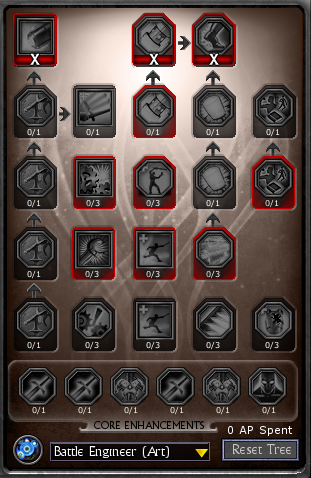 X X X
0/1 0/1 0/1 0/1 0/1
0/1 0/3 0/3 0/1 0/1
0/1 0/3 0/3 0/3
0/1 0/3 0/3 0/3 0/3
0/1 0/1 0/1 0/1 0/1 0/1
CORE ENHANCEMENTS
0 AP Spent
Battle Engineer (Art) Reset Tree